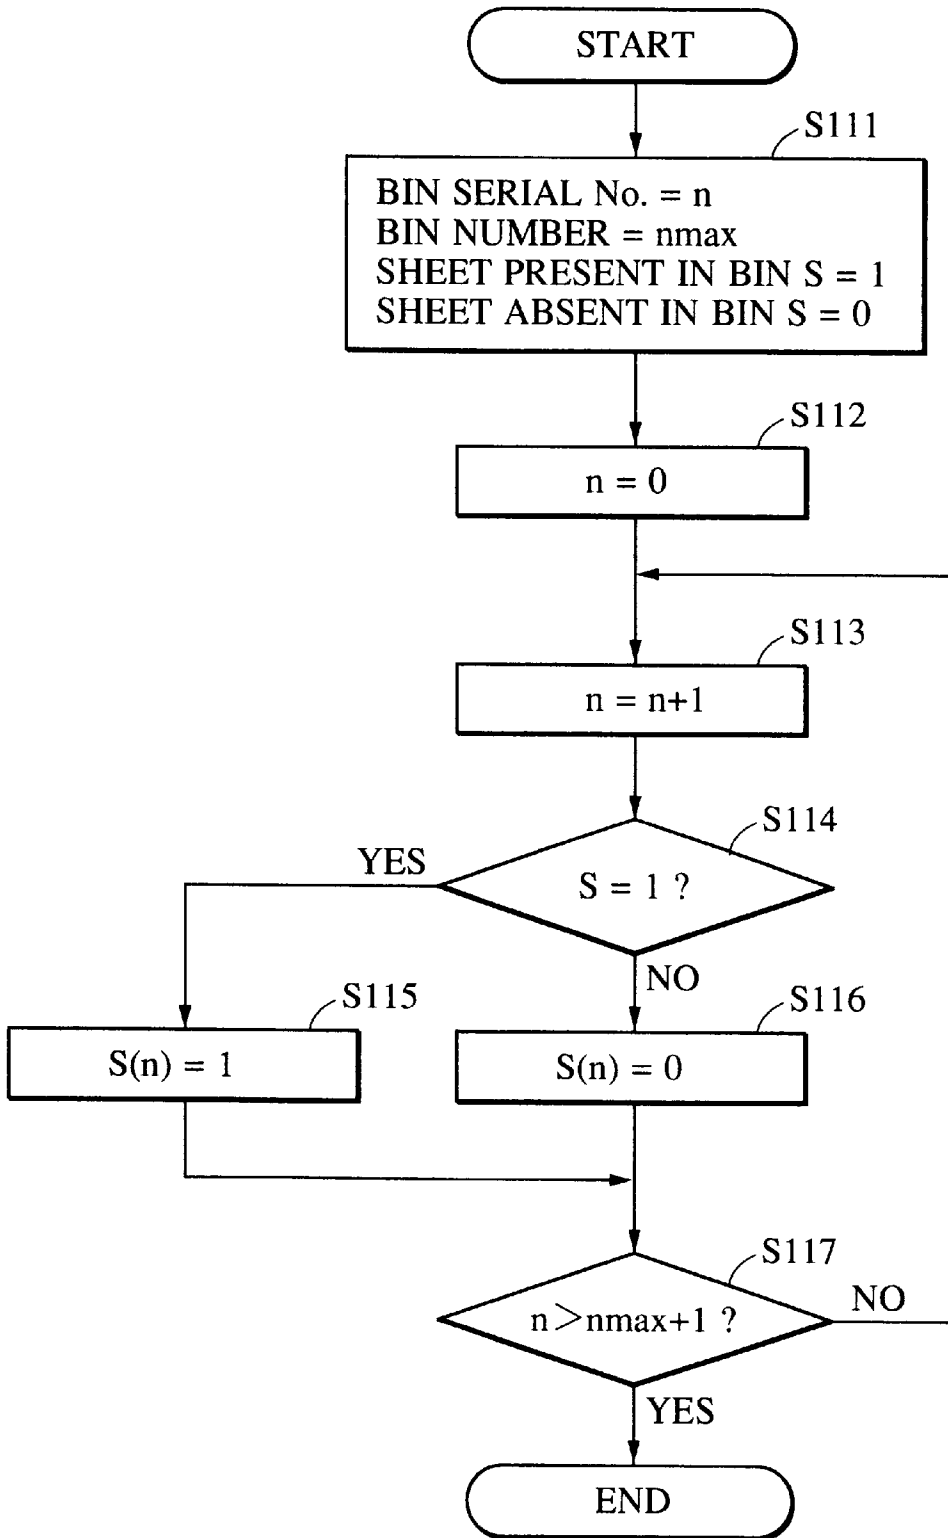 START
S111
BIN SERIAL No. = n
BIN NUMBER = nmax
SHEET PRESENT IN BIN S = 1
SHEET ABSENT IN BIN S = 0
S112
n = 0
S113
n = n+1
S114
YES
S = 1 ?
NO
S115
S116
S(n) = 1
S(n) = 0
S117
n>nmax+1 ?
NO
YES
END